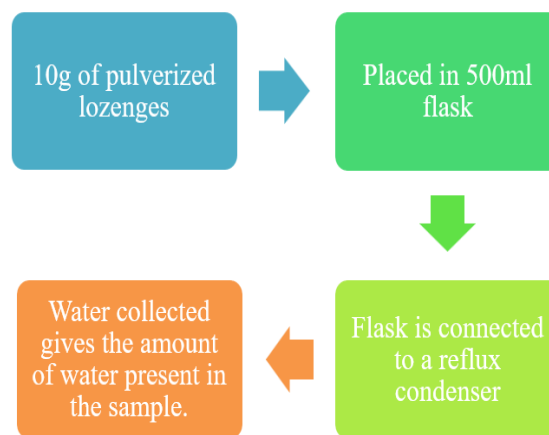 10g of pulverized
lozenges
Placed in 500ml
flask
Flask is connected
to a reflux
condenser
Water collected
gives the amount
of water present in
the sample.